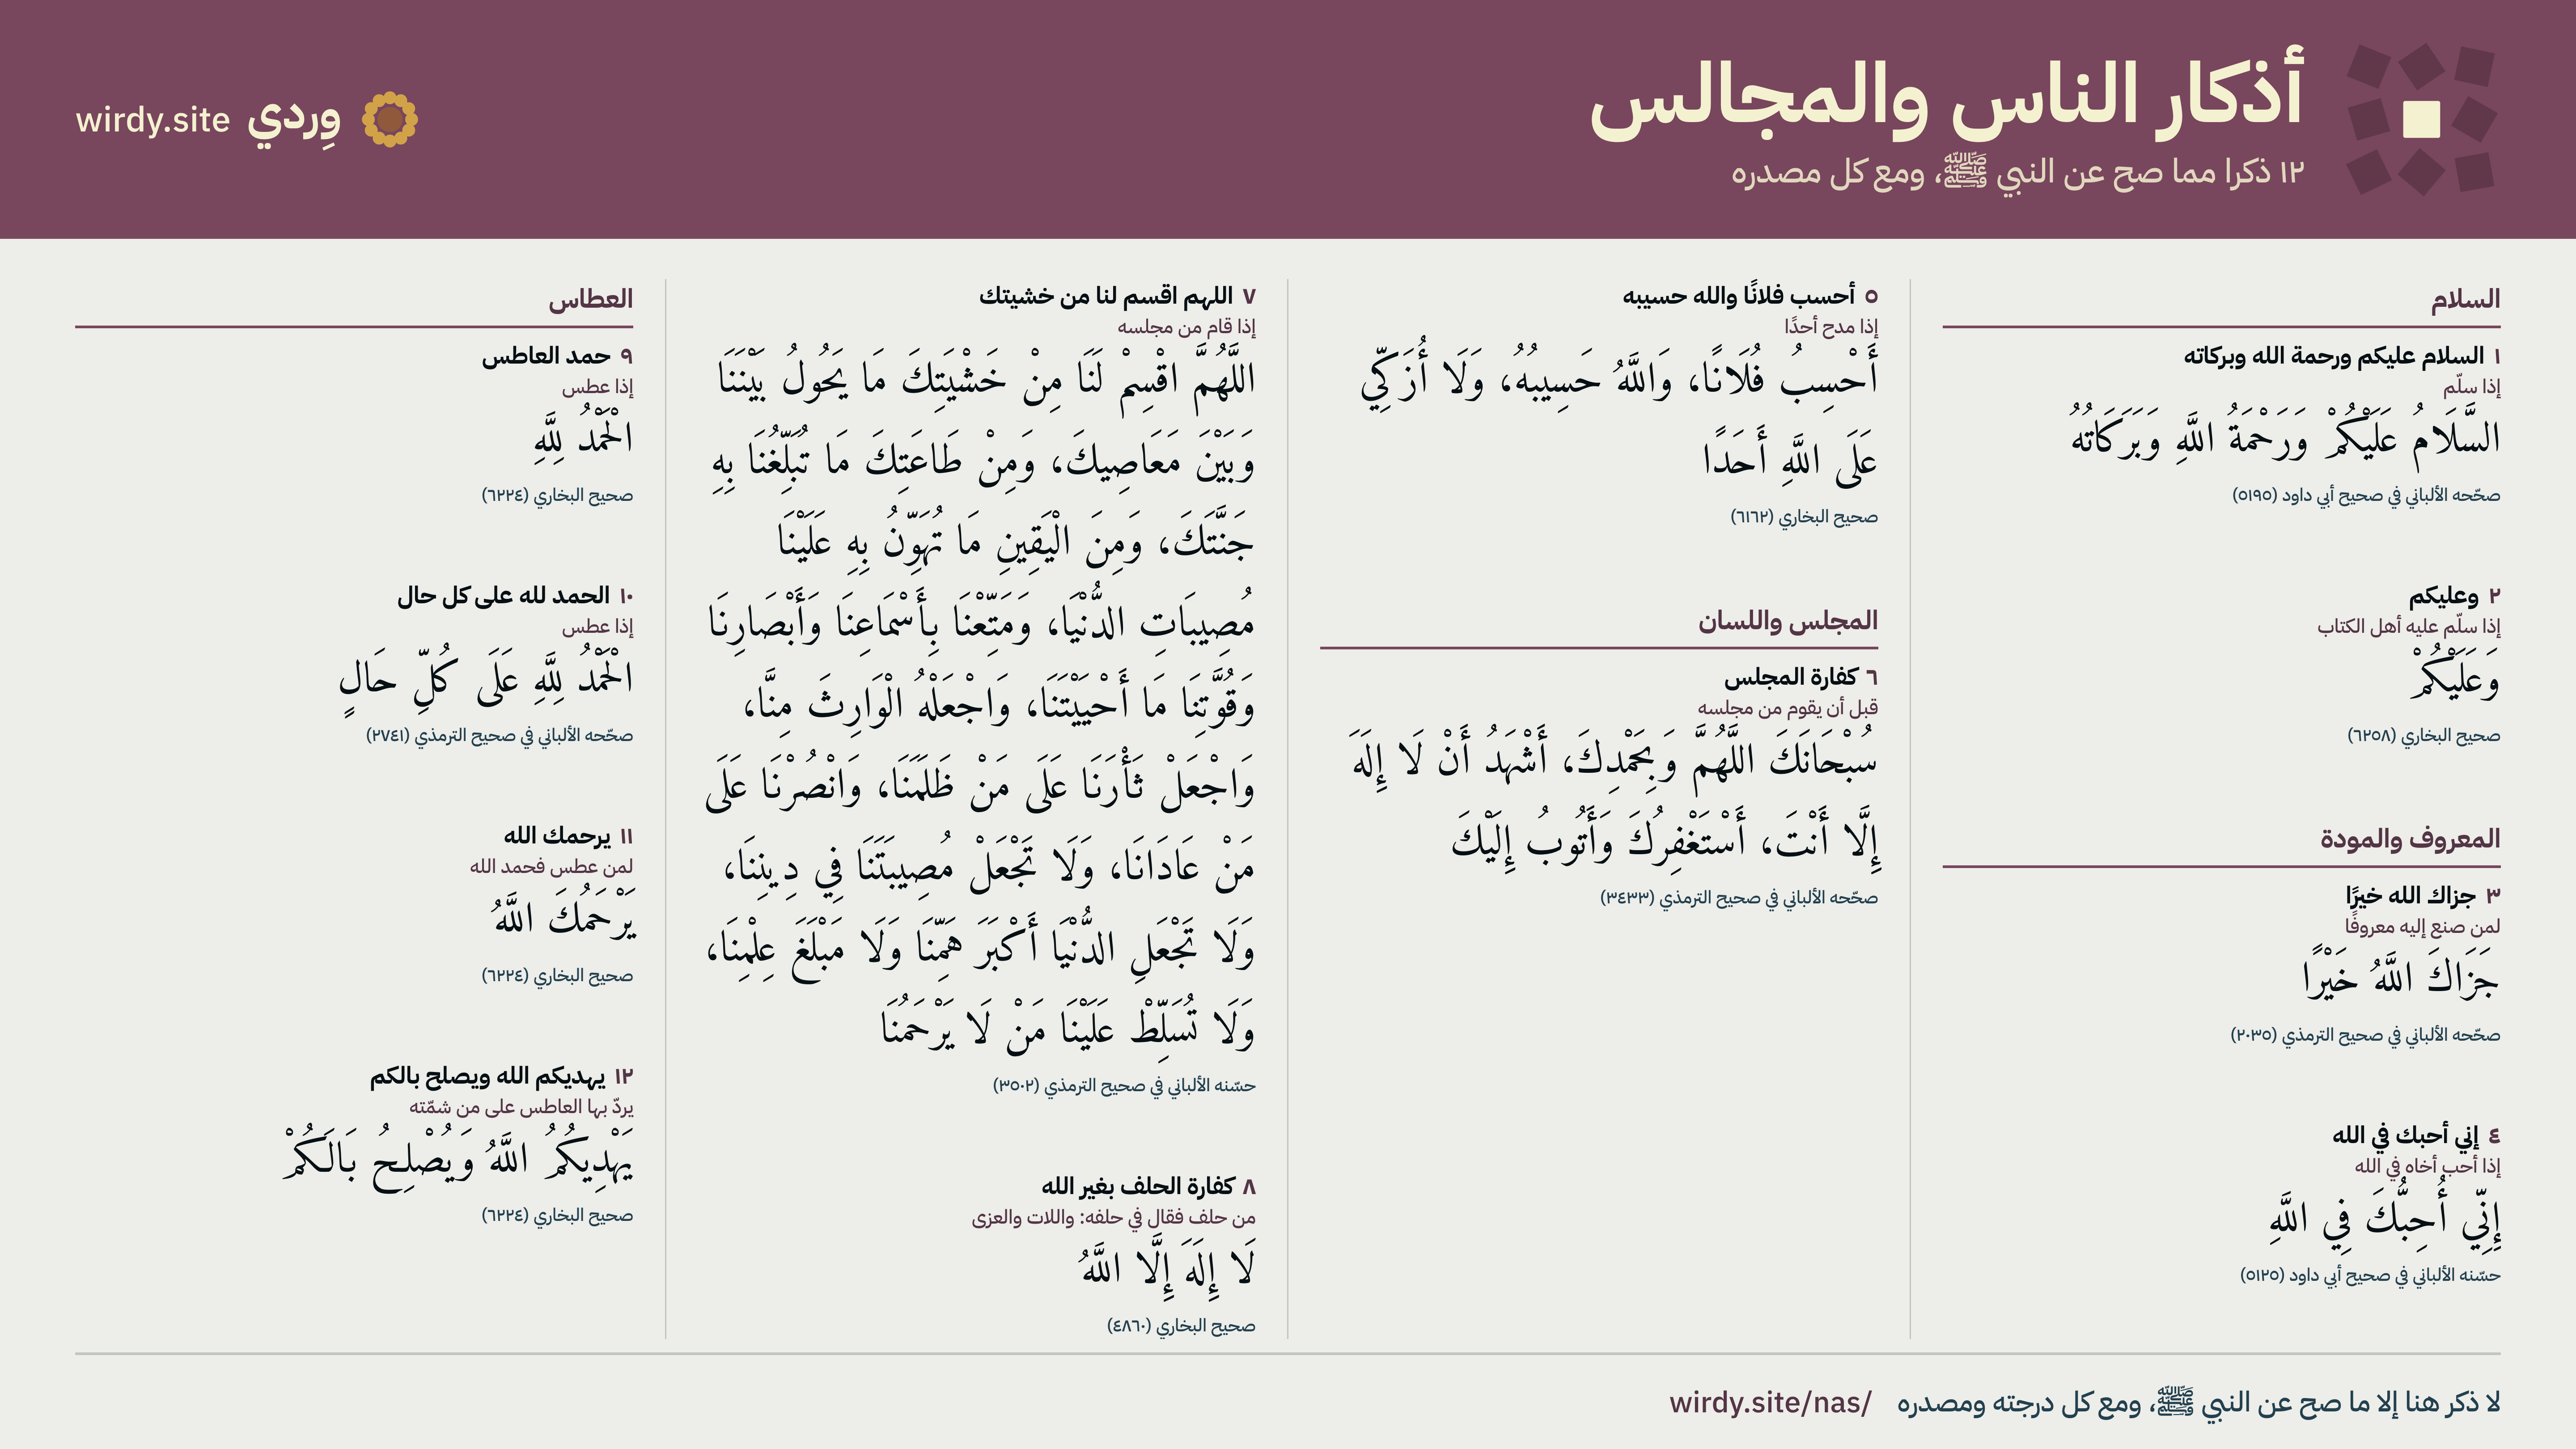 أذكار الناس والمجالس
١٢ ذكرا مما صح عن النبي ﷺ، ومع كل مصدره
وِردي wirdy.site
السلام
١ السلام عليكم ورحمة الله وبركاته
إذا سلّم
السَّلَامُ عَلَيْكُمْ وَرَحْمَةُ اللَّهِ وَبَرَكَاتُهُ
صحّحه الألباني في صحيح أبي داود (٥١٩٥)
٢ وعليكم
إذا سلّم عليه أهل الكتاب
وَعَلَيْكُمْ
صحيح البخاري (٦٢٥٨)
المعروف والمودة
٣ جزاك الله خيرًا
لمن صنع إليه معروفًا
جَزَاكَ اللَّهُ خَيْرًا
صحّحه الألباني في صحيح الترمذي (٢٠٣٥)
٤ إني أحبك في الله
إذا أحب أخاه في الله
إِنِّي أُحِبُّكَ فِي اللَّهِ
حسّنه الألباني في صحيح أبي داود (٥١٢٥)
٥ أحسب فلانًا والله حسيبه
إذا مدح أحدًا
أَحْسِبُ فُلَانًا، وَاللَّهُ حَسِيبُهُ، وَلَا أُزَكِّي
عَلَى اللَّهِ أَحَدًا
صحيح البخاري (٦١٦٢)
المجلس واللسان
٦ كفارة المجلس
قبل أن يقوم من مجلسه
سُبْحَانَكَ اللَّهُمَّ وَبِحَمْدِكَ، أَشْهَدُ أَنْ لَا إِلَهَ
إِلَّا أَنْتَ، أَسْتَغْفِرُكَ وَأَتُوبُ إِلَيْكَ
صحّحه الألباني في صحيح الترمذي (٣٤٣٣)
٧ اللهم اقسم لنا من خشيتك
إذا قام من مجلسه
اللَّهُمَّ اقْسِمْ لَنَا مِنْ خَشْيَتِكَ مَا يَحُولُ بَيْنَنَا
وَبَيْنَ مَعَاصِيكَ، وَمِنْ طَاعَتِكَ مَا تُبَلِّغُنَا بِهِ
جَنَّتَكَ، وَمِنَ الْيَقِينِ مَا تُهَوِّنُ بِهِ عَلَيْنَا
مُصِيبَاتِ الدُّنْيَا، وَمَتِّعْنَا بِأَسْمَاعِنَا وَأَبْصَارِنَا
وَقُوَّتِنَا مَا أَحْيَيْتَنَا، وَاجْعَلْهُ الْوَارِثَ مِنَّا،
وَاجْعَلْ ثَأْرَنَا عَلَى مَنْ ظَلَمَنَا، وَانْصُرْنَا عَلَى
مَنْ عَادَانَا، وَلَا تَجْعَلْ مُصِيبَتَنَا فِي دِينِنَا،
وَلَا تَجْعَلِ الدُّنْيَا أَكْبَرَ هَمِّنَا وَلَا مَبْلَغَ عِلْمِنَا،
وَلَا تُسَلِّطْ عَلَيْنَا مَنْ لَا يَرْحَمُنَا
حسّنه الألباني في صحيح الترمذي (٣٥٠٢)
٨ كفارة الحلف بغير الله
من حلف فقال في حلفه: واللات والعزى
لَا إِلَهَ إِلَّا اللَّهُ
صحيح البخاري (٤٨٦٠)
العطاس
٩ حمد العاطس
إذا عطس
الْحَمْدُ لِلَّهِ
صحيح البخاري (٦٢٢٤)
١٠ الحمد لله على كل حال
إذا عطس
الْحَمْدُ لِلَّهِ عَلَى كُلِّ حَالٍ
صحّحه الألباني في صحيح الترمذي (٢٧٤١)
١١ يرحمك الله
لمن عطس فحمد الله
يَرْحَمُكَ اللَّهُ
صحيح البخاري (٦٢٢٤)
١٢ يهديكم الله ويصلح بالكم
يردّ بها العاطس على من شمّته
يَهْدِيكُمُ اللَّهُ وَيُصْلِحُ بَالَكُمْ
صحيح البخاري (٦٢٢٤)
لا ذكر هنا إلا ما صح عن النبي ﷺ، ومع كل درجته ومصدره wirdy.site/nas/